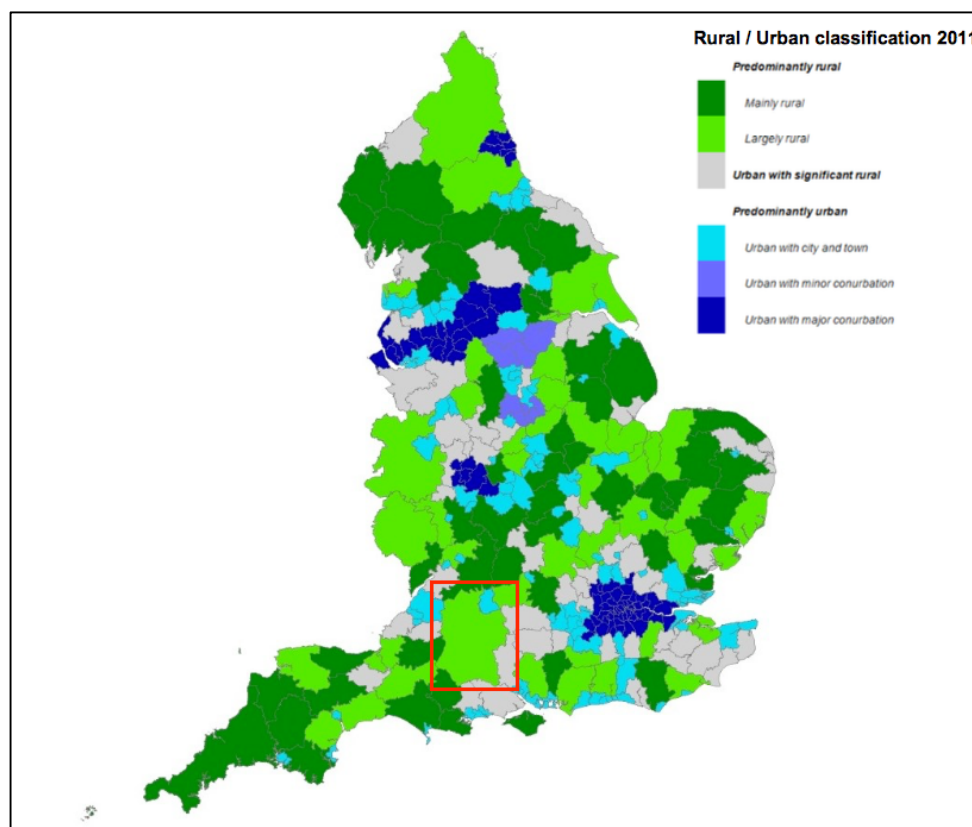 Rural / Urban classification 2011
Predominantly rural
Mainly rural
Largely rural
Urban with significant rural
Predominantly urban
Urban with city and town
Urban with minor conurbation
Urban with major conurbation